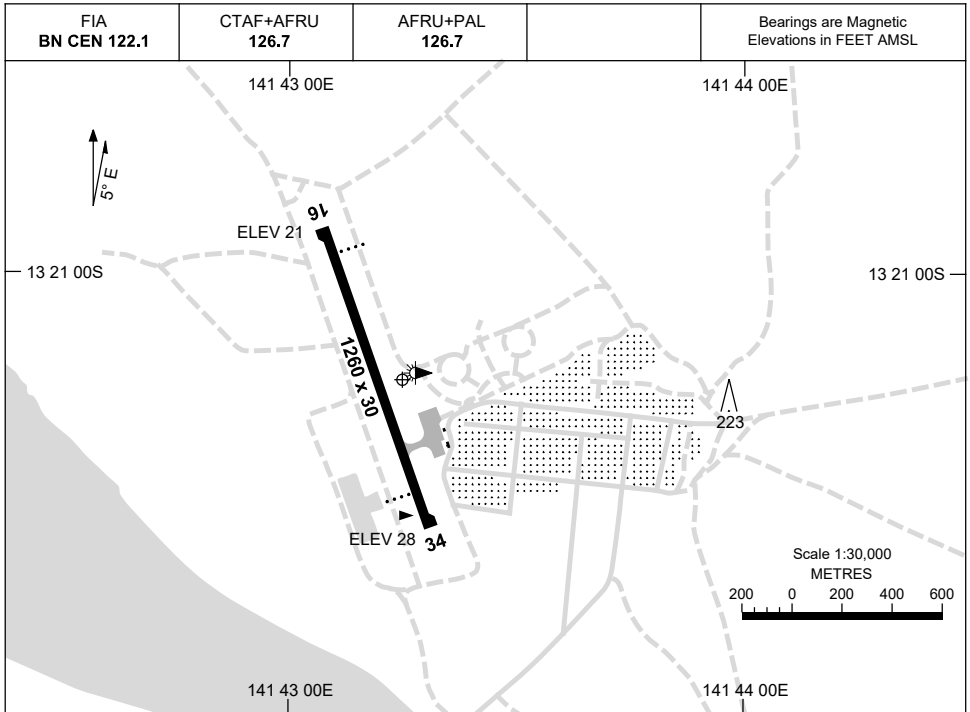 FIA
BN CEN 122.1
CTAF+AFRU
126.7
AFRU+PAL
126.7
Bearings are Magnetic
Elevations in FEET AMSL
141 43 00E
141 44 00E
5° E
16
ELEV 21
13 21 00S
13 21 00S
1260 x 30
223
ELEV 28
34
Scale 1:30,000
METRES
200 0 200 400 600
141 43 00E
141 44 00E